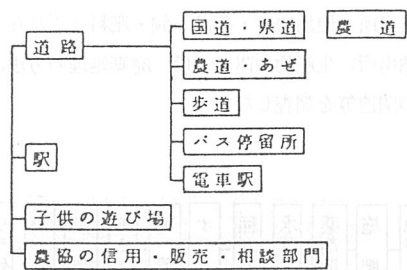 道路
国道・県道 農道
農道・あぜ
歩道
バス停留所
電車駅
駅
子供の遊び場
農協の信用・販売・相談部門